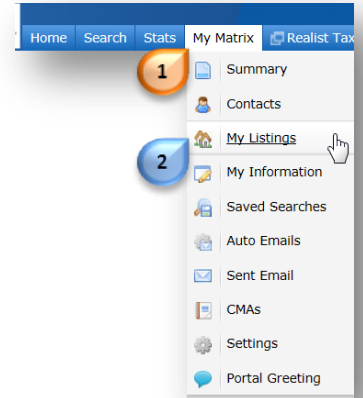 Home Search Stats My Matrix Realist Tax
1
Summary
Contacts
My Listings
2
My Information
Saved Searches
Auto Emails
Sent Email
CMAs
Settings
Portal Greeting